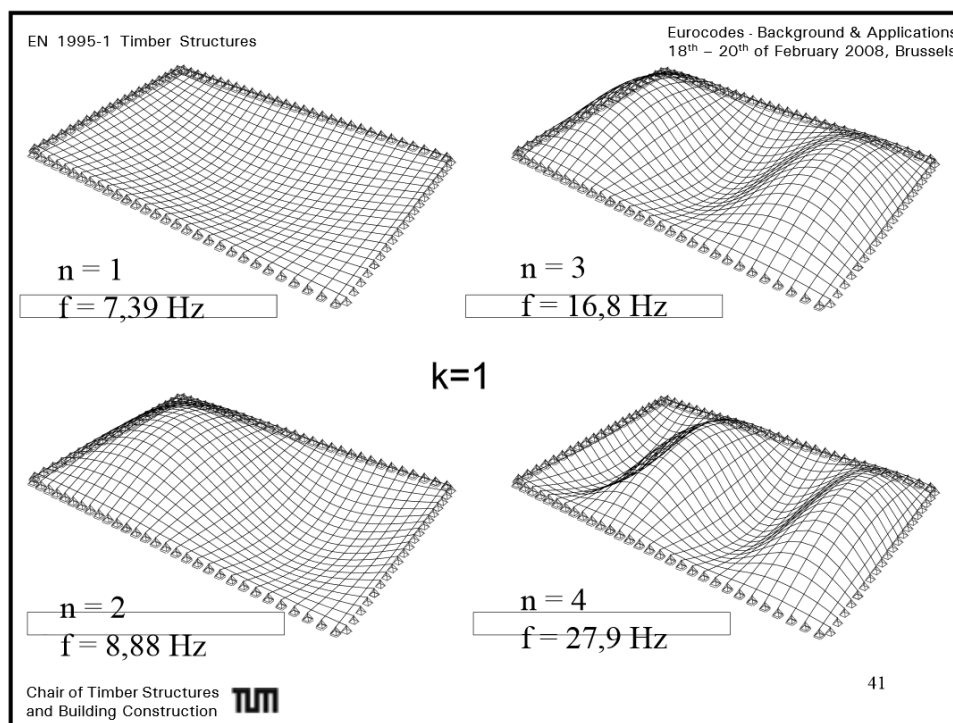 EN 1995-1 Timber Structures
Eurocodes - Background & Applications
18th – 20th of February 2008, Brussels
n = 1
f = 7,39 Hz
n = 3
f = 16,8 Hz
k=1
n = 2
f = 8,88 Hz
n = 4
f = 27,9 Hz
Chair of Timber Structures
and Building Construction
TUM
41